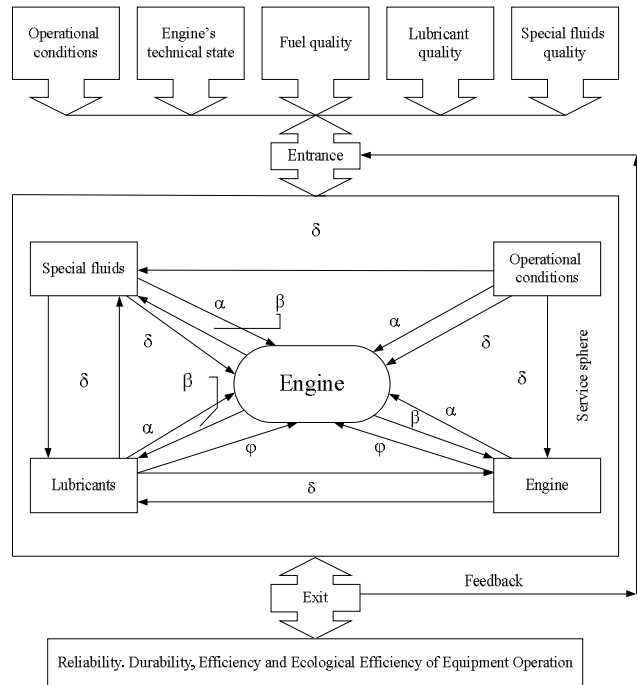 Operational
conditions
Engine's
technical state
Fuel quality
Lubricant
quality
Special fluids
quality
Entrance
δ
Special fluids
Operational
conditions
α
β
α
δ
δ
δ
β
δ
Service sphere
Engine
α
α
β
φ
φ
Lubricants
δ
Engine
Exit
Feedback
Reliability. Durability, Efficiency and Ecological Efficiency of Equipment Operation